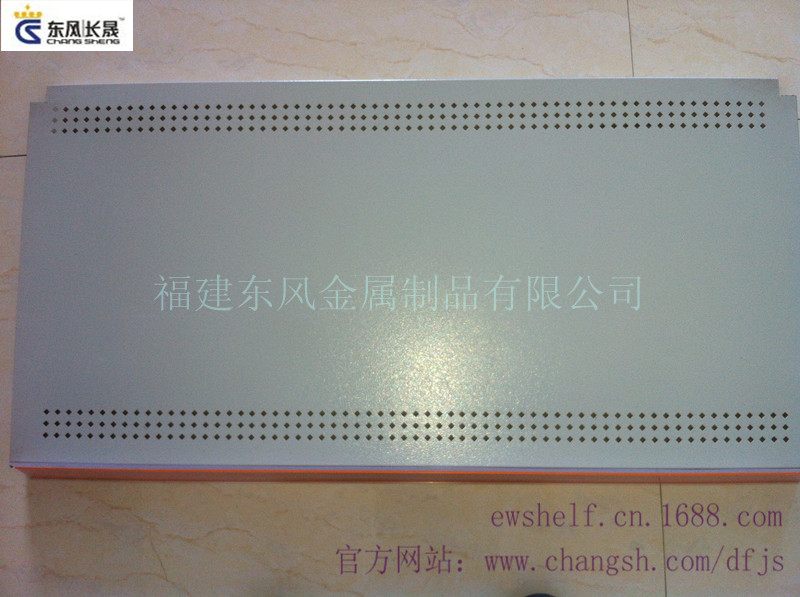 东风长晟
CHANG SHENG
福建东风金属制品有限公司
ewshelf.cn.1688.com
官方网站：www.changsh.com/dfjs